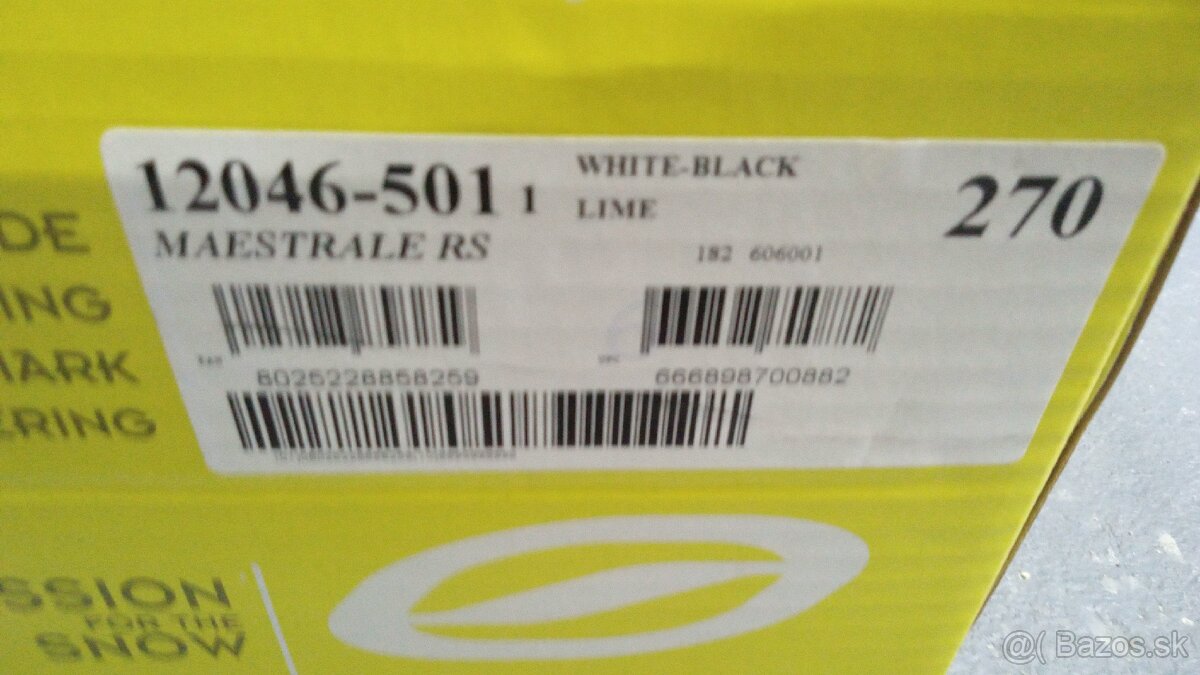 12046-501 1
WHITE-BLACK
LIME
270
MAESTRALE RS
182 606001
8025228858259
666898700882
DE
ING
MARK
ERING
SSION
FOR THE
SNOW
@( Bazos.sk